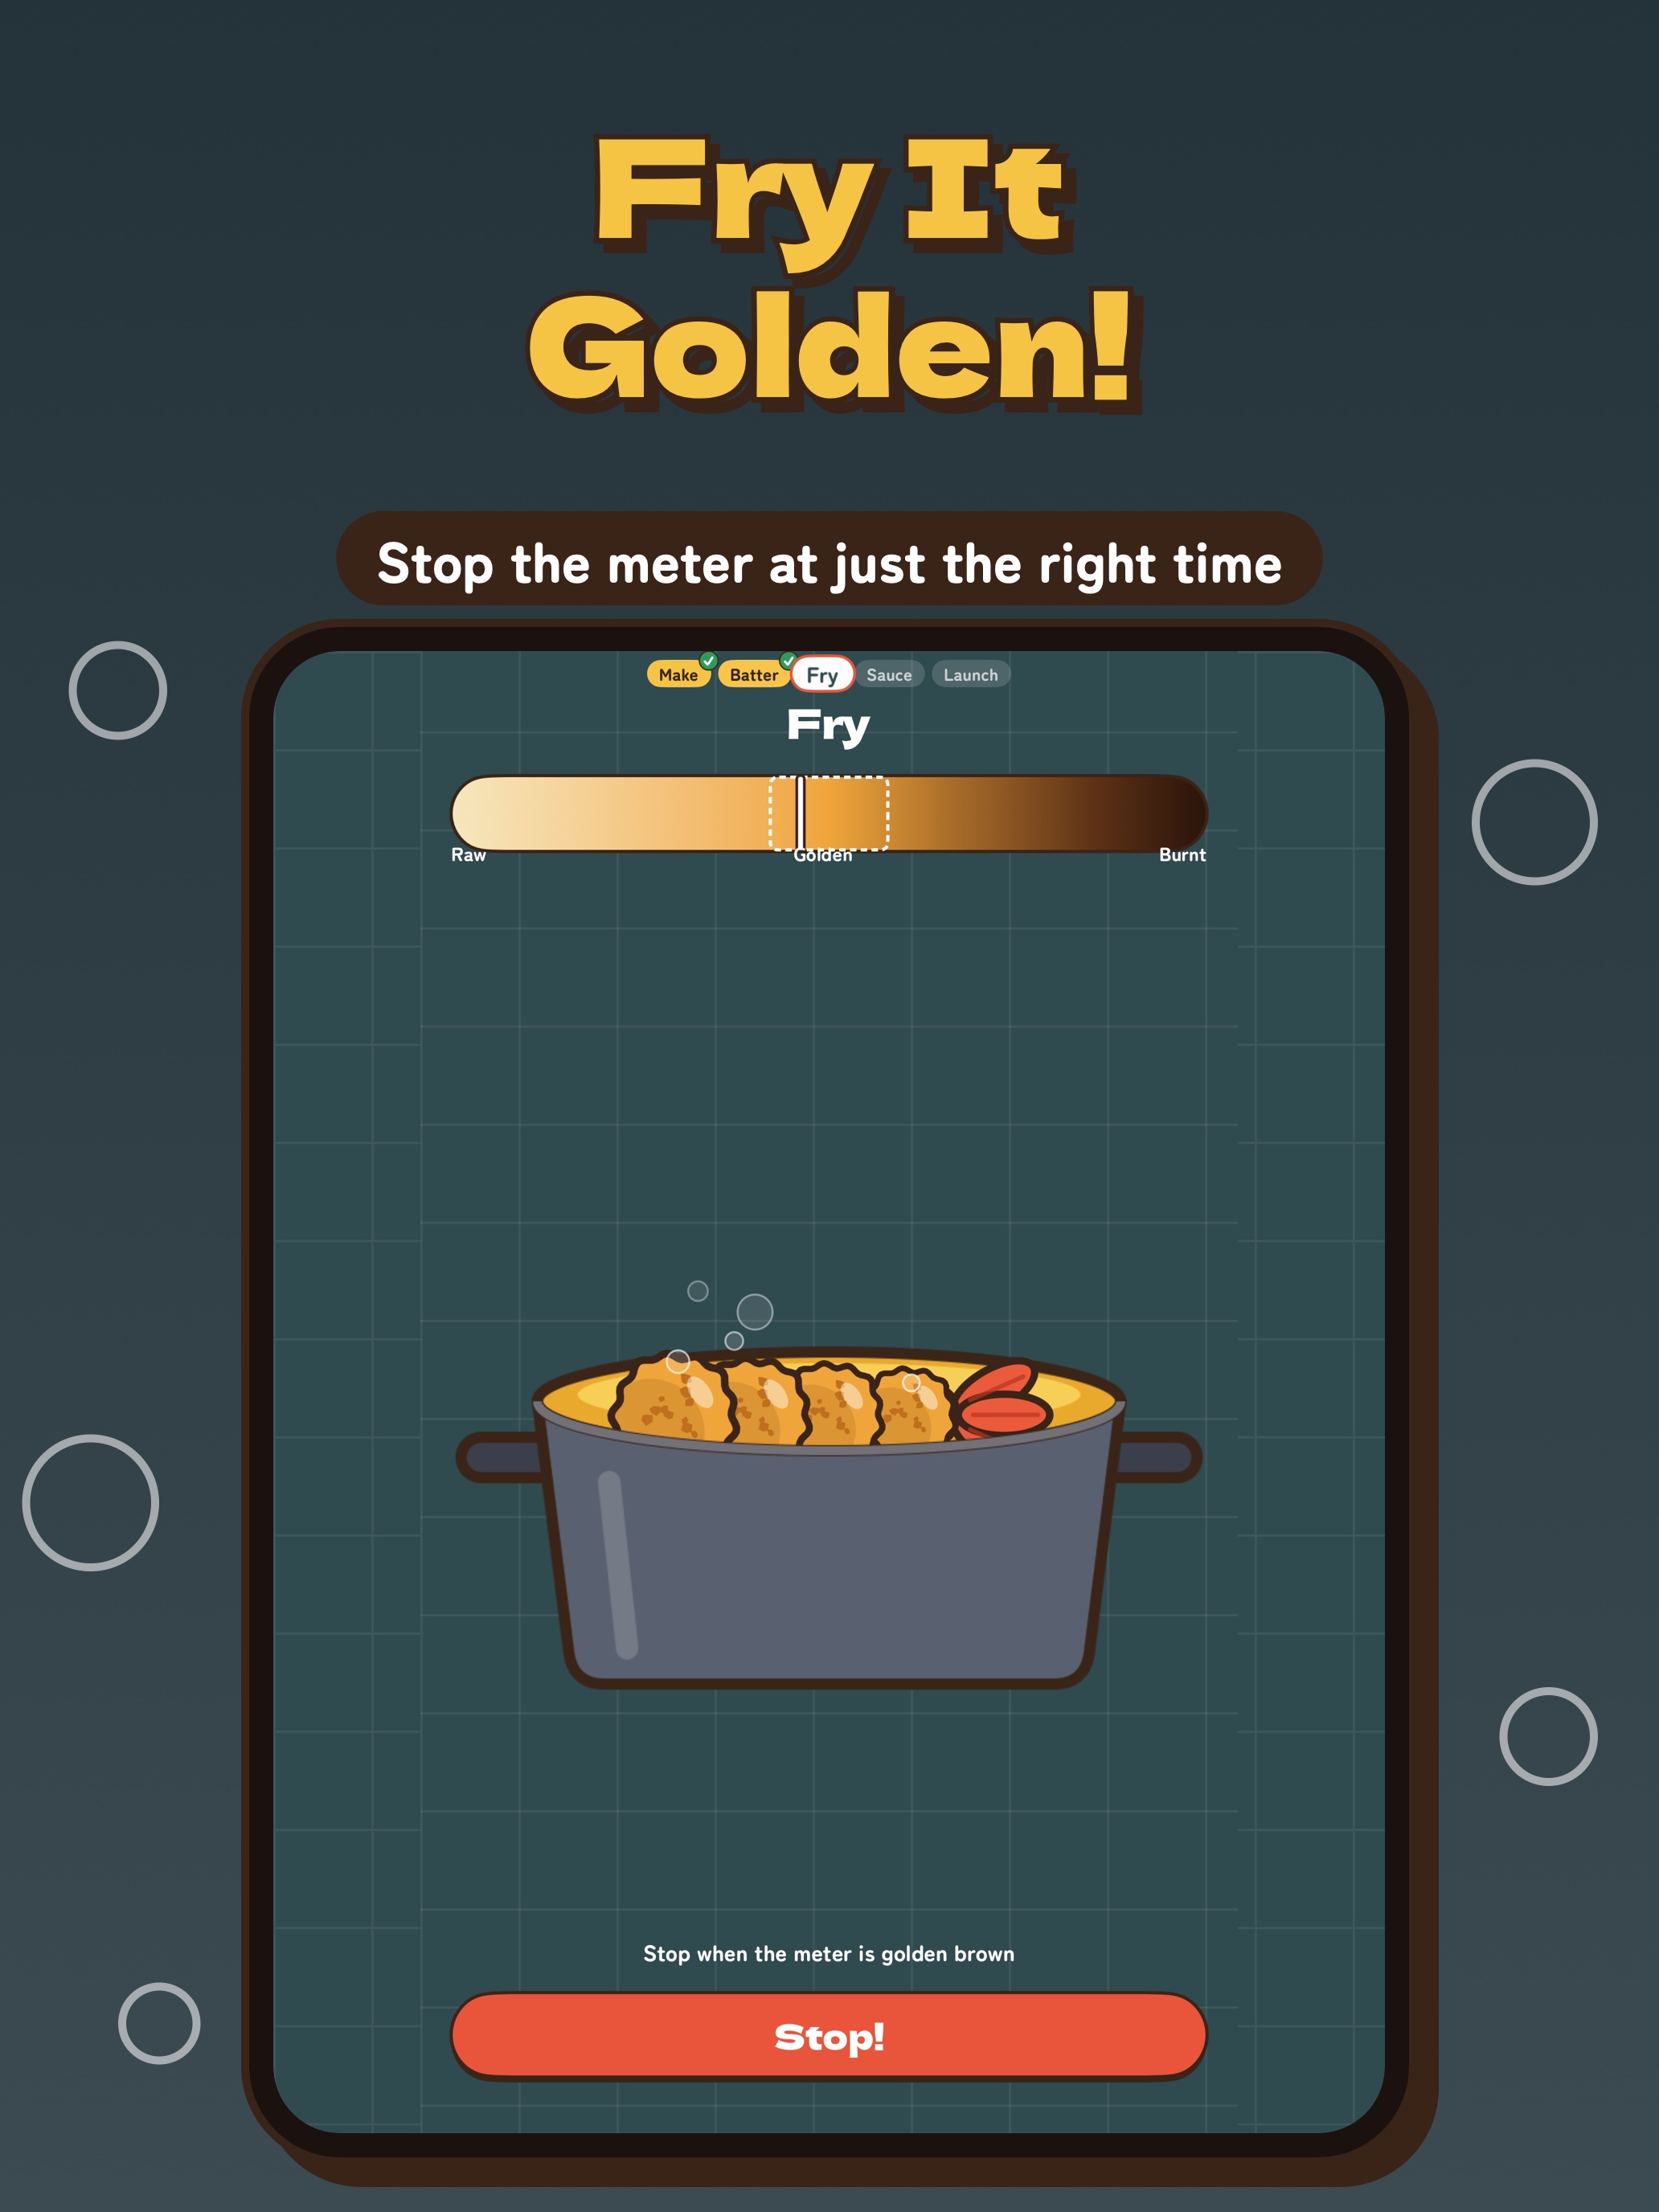 Fry It
Golden!
Stop the meter at just the right time
Make Batter Fry Sauce Launch
Fry
Raw Golden Burnt
Stop when the meter is golden brown
Stop!